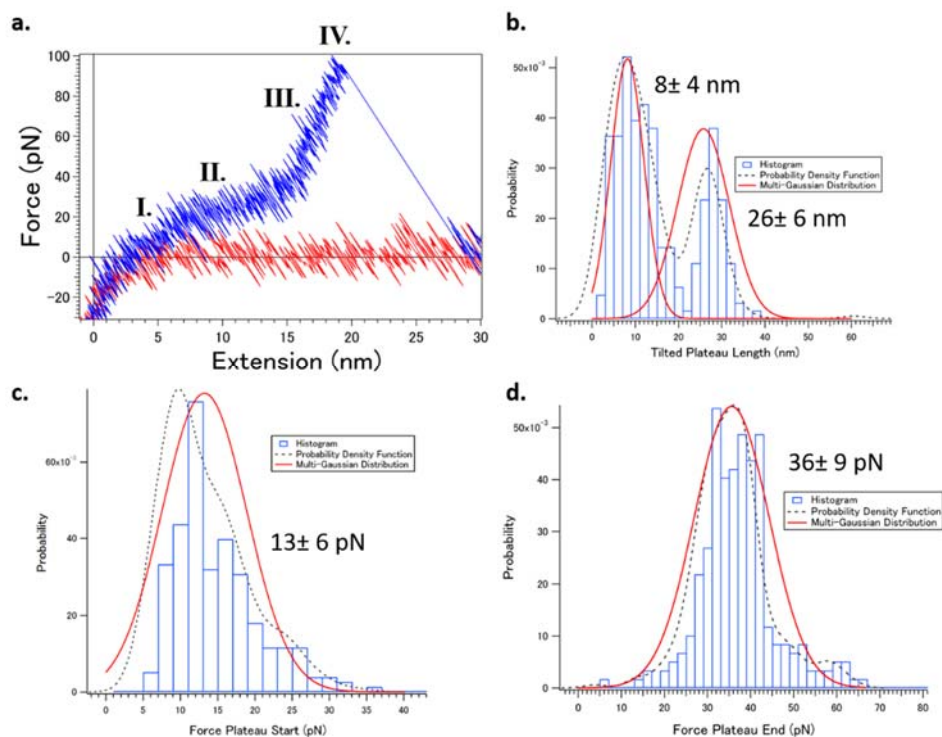 a.
IV.
III.
II.
I.
100
80
60
40
20
0
-20
Force (pN)
0
5
10
15
20
25
30
Extension (nm)
b.
50x10⁻³
40
30
20
10
0
Probability
8± 4 nm
Histogram
Probability Density Function
Multi-Gaussian Distribution
26± 6 nm
0
10
20
30
40
50
60
Tilted Plateau Length (nm)
c.
60×10⁻³
40
20
0
Probability
Histogram
Probability Density Function
Multi-Gaussian Distribution
13± 6 pN
0
5
10
15
20
25
30
35
40
Force Plateau Start (pN)
d.
50x10⁻³
40
30
20
10
0
Probability
36± 9 pN
Histogram
Probability Density Function
Multi-Gaussian Distribution
0
10
20
30
40
50
60
70
80
Force Plateau End (pN)